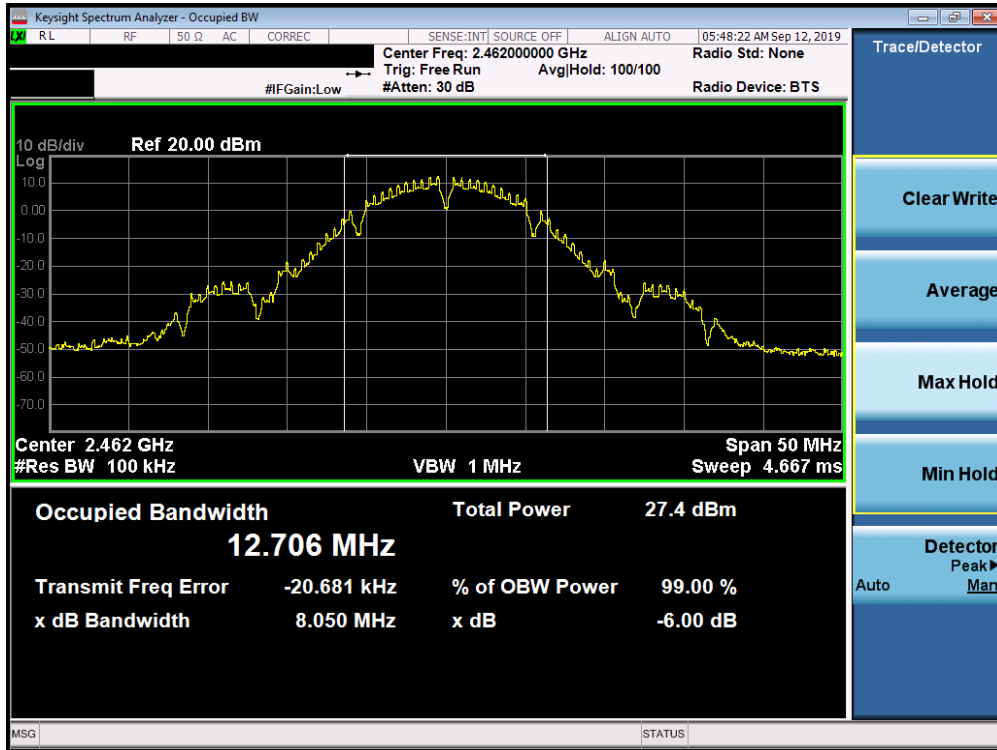 Keysight Spectrum Analyzer - Occupied BW
LXI RL RF 50 Ω AC CORREC SENSE:INT SOURCE OFF ALIGN AUTO 05:48:22 AM Sep 12, 2019
Center Freq: 2.462000000 GHz Radio Std: None
Trig: Free Run Avg|Hold: 100/100
#IFGain:Low #Atten: 30 dB Radio Device: BTS
10 dB/div Ref 20.00 dBm
Log
10.0
0.00
-10.0
-20.0
-30.0
-40.0
-50.0
-60.0
-70.0
Center 2.462 GHz Span 50 MHz
#Res BW 100 kHz VBW 1 MHz Sweep 4.667 ms
Occupied Bandwidth Total Power 27.4 dBm
12.706 MHz
Transmit Freq Error -20.681 kHz % of OBW Power 99.00 %
x dB Bandwidth 8.050 MHz x dB -6.00 dB
MSG STATUS
Trace/Detector
Clear Write
Average
Max Hold
Min Hold
Detector
Peak▶
Auto Man